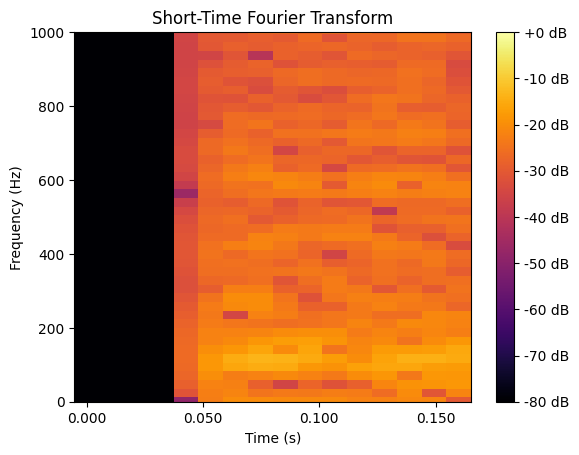 Short-Time Fourier Transform
1000
800
600
400
200
0
Frequency (Hz)
0.000
0.050
0.100
0.150
Time (s)
+0 dB
-10 dB
-20 dB
-30 dB
-40 dB
-50 dB
-60 dB
-70 dB
-80 dB